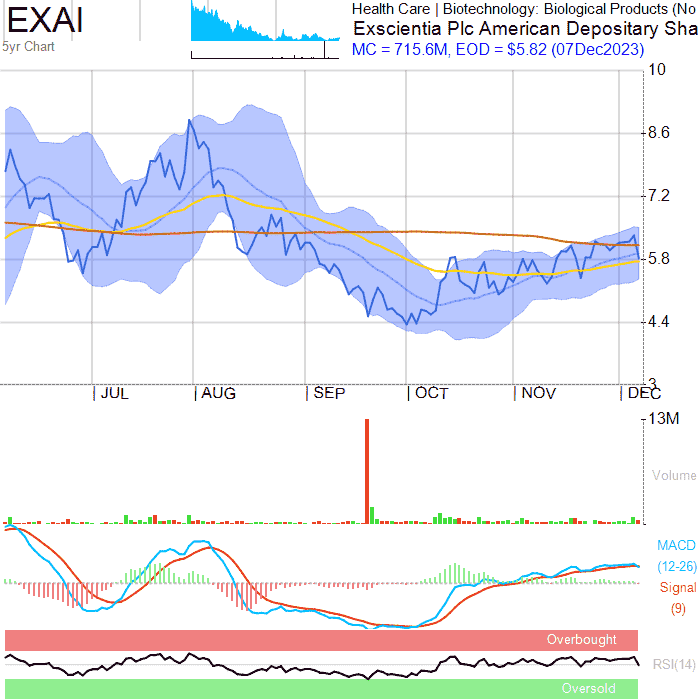 EXAI
5yr Chart
Health Care | Biotechnology: Biological Products (No
Exscientia Plc American Depositary Sha
MC = 715.6M, EOD = $5.82 (07Dec2023)
10
8.6
7.2
5.8
4.4
3
JUL AUG SEP OCT NOV DEC
13M
Volume
MACD
(12-26)
Signal
(9)
Overbought
RSI(14)
Oversold